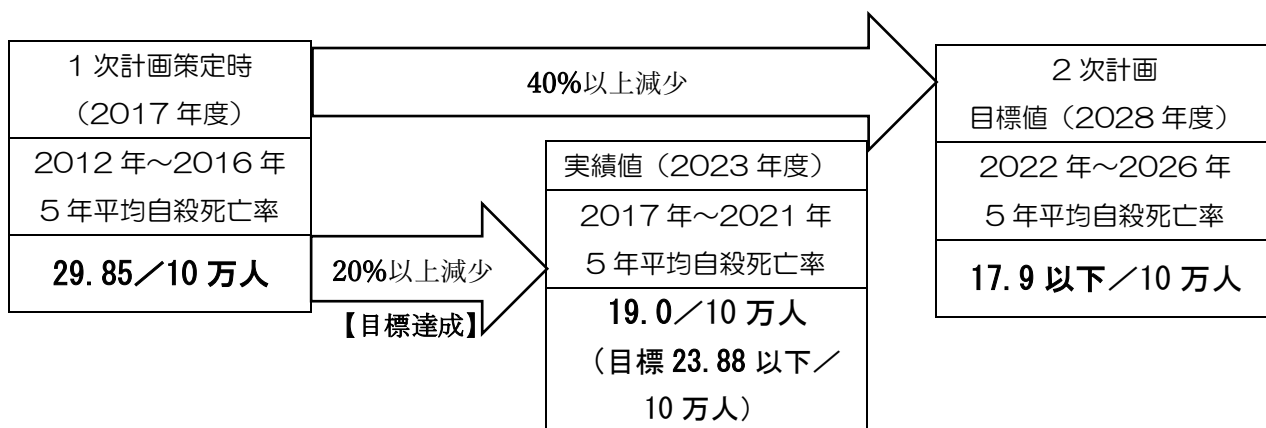 1次計画策定時
（2017年度）
2012年～2016年
5年平均自殺死亡率
29.85／10万人
40%以上減少
20%以上減少
【目標達成】
実績値（2023年度）
2017年～2021年
5年平均自殺死亡率
19.0／10万人
（目標23.88以下／
10万人）
2次計画
目標値（2028年度）
2022年～2026年
5年平均自殺死亡率
17.9以下／10万人